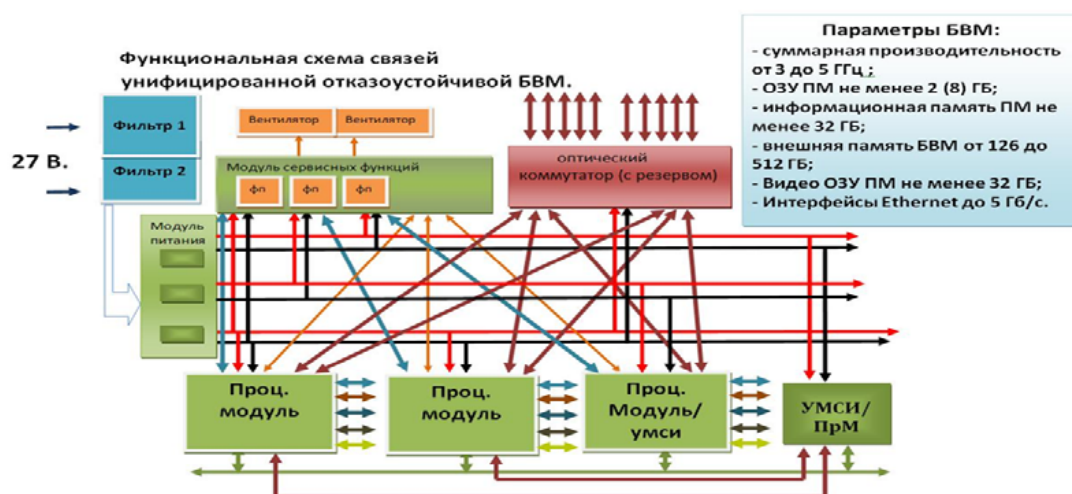 Функциональная схема связей
унифицированной отказоустойчивой БВМ.
Параметры БВМ:
- суммарная производительность
от 3 до 5 ГГц ;
- ОЗУ ПМ не менее 2 (8) ГБ;
- информационная память ПМ не
менее 32 ГБ;
- внешняя память БВМ от 126 до
512 ГБ;
- Видео ОЗУ ПМ не менее 32 ГБ;
- Интерфейсы Ethernet до 5 Гб/с.
27 В.
Фильтр 1
Фильтр 2
Вентилятор
Вентилятор
Модуль сервисных функций
фп
фп
фп
оптический
коммутатор (с резервом)
Модуль
питания
Проц.
модуль
Проц.
модуль
Проц.
Модуль/
умси
УМСИ/
ПрМ